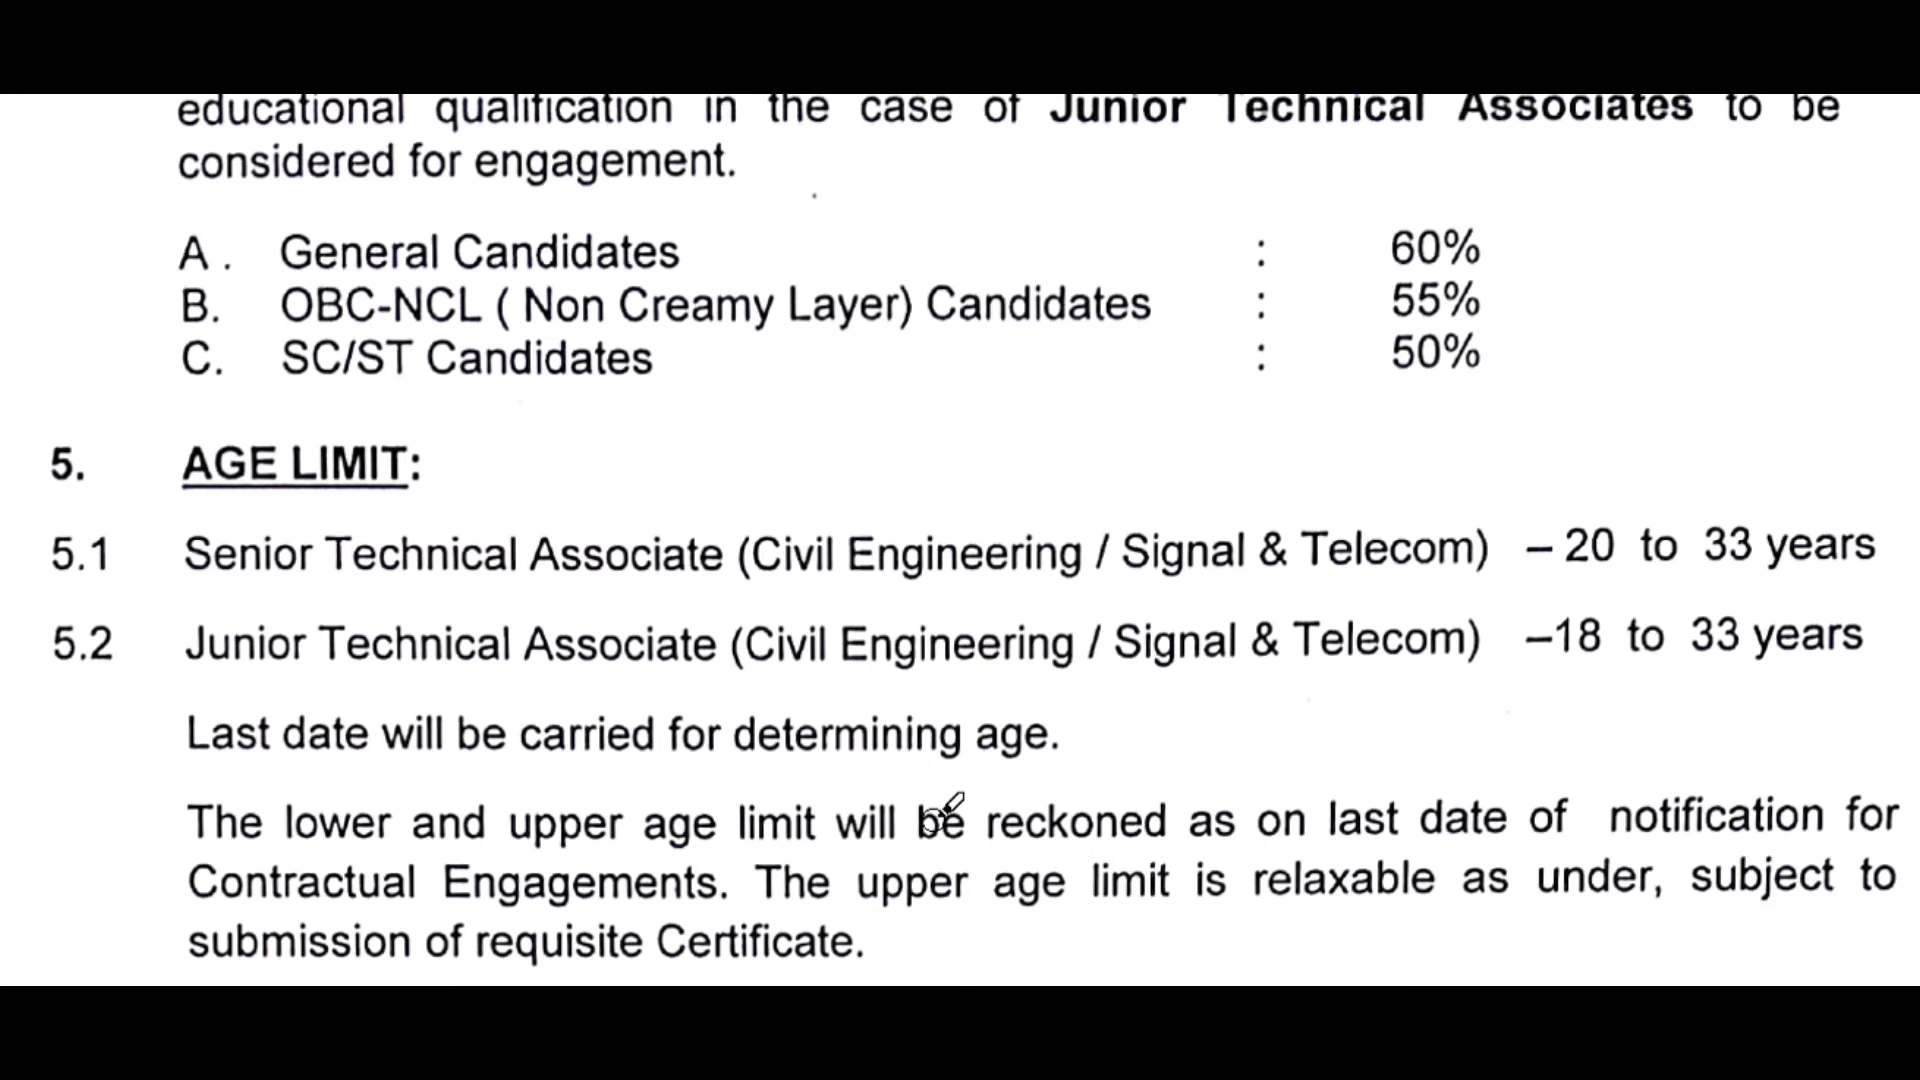 educational qualification in the case of Junior Technical Associates to be
considered for engagement.
A . General Candidates : 60%
B. OBC-NCL ( Non Creamy Layer) Candidates : 55%
C. SC/ST Candidates : 50%
5. AGE LIMIT:
5.1 Senior Technical Associate (Civil Engineering / Signal & Telecom) – 20 to 33 years
5.2 Junior Technical Associate (Civil Engineering / Signal & Telecom) –18 to 33 years
Last date will be carried for determining age.
The lower and upper age limit will be reckoned as on last date of notification for
Contractual Engagements. The upper age limit is relaxable as under, subject to
submission of requisite Certificate.